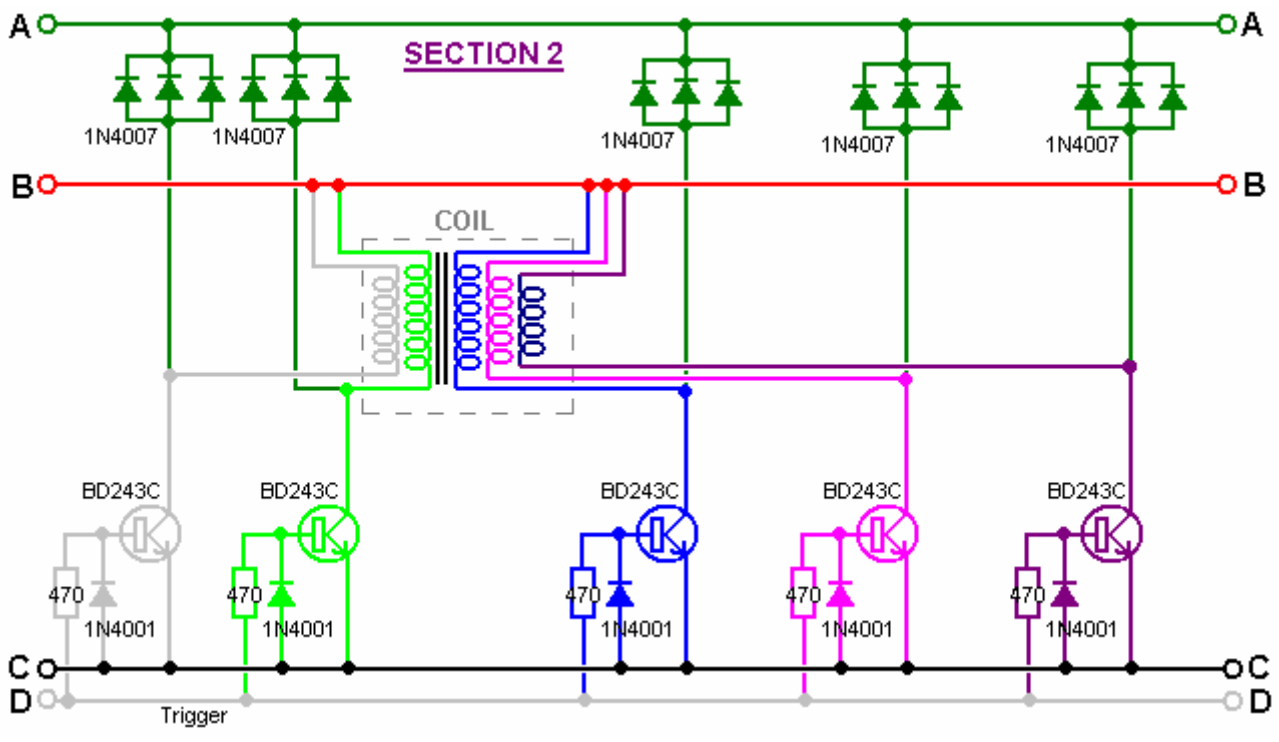 A
A
SECTION 2
1N4007
1N4007
1N4007
1N4007
1N4007
B
B
COIL
BD243C
BD243C
BD243C
BD243C
BD243C
470
470
470
470
470
1N4001
1N4001
1N4001
1N4001
1N4001
C
C
D
D
Trigger